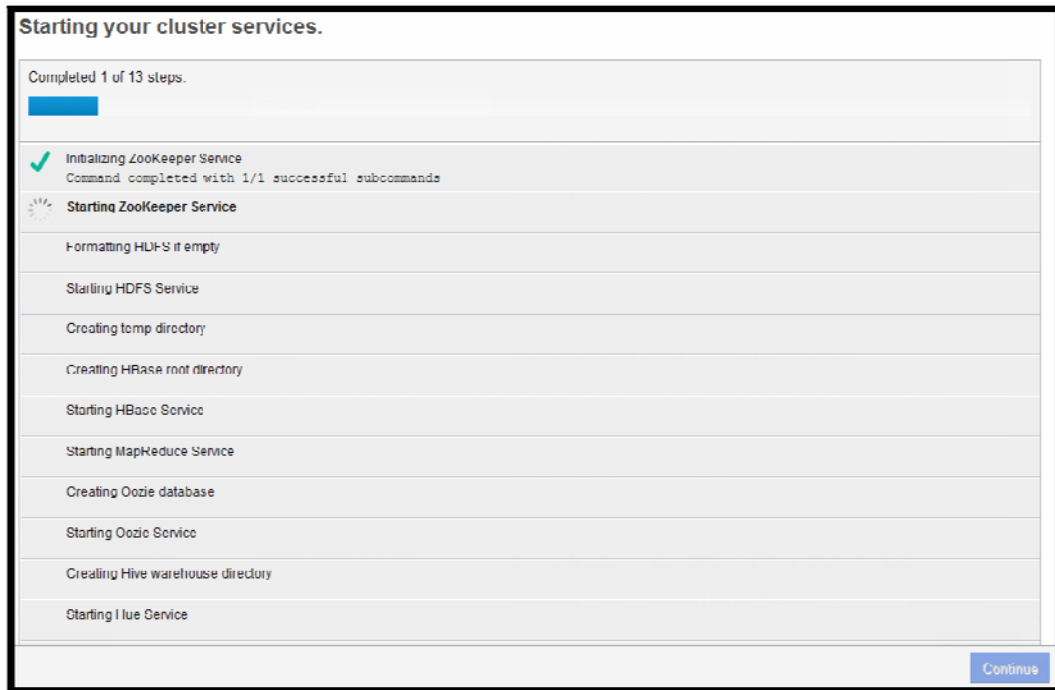 Starting your cluster services.
Completed 1 of 13 steps.
Initializing ZooKeeper Service
Command completed with 1/1 successful subcommands
Starting ZooKeeper Service
Formatting HDFS if empty
Starting HDFS Service
Creating temp directory
Creating HBase root directory
Starting HBase Service
Starting MapReduce Service
Creating Oozie database
Starting Oozie Service
Creating Hive warehouse directory
Starting Hue Service
Continue